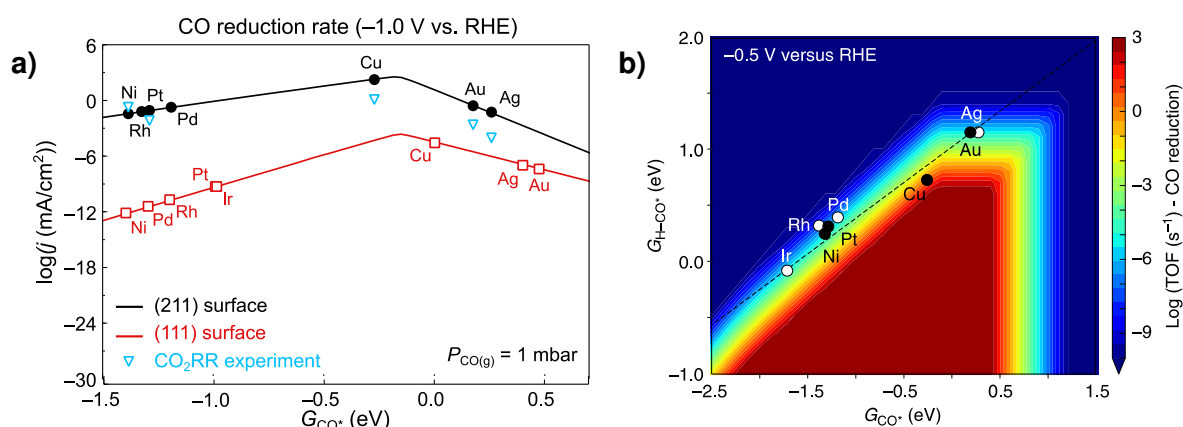 CO reduction rate (−1.0 V vs. RHE)
a)
6
0
−6
−12
−18
−24
−30
log(j (mA/cm²))
Ni
Pt
Rh
Pd
Cu
Au
Ag
Pt
Cu
Ni
Pd
Rh
Ir
Ag
Au
(211) surface
(111) surface
CO₂RR experiment
P_CO(g) = 1 mbar
−1.5
−1.0
−0.5
0.0
0.5
G_CO* (eV)
b)
−0.5 V versus RHE
2.0
1.0
0.0
−1.0
G_H–CO* (eV)
Ag
Au
Cu
Pd
Rh
Pt
Ni
Ir
−2.5
−1.5
−0.5
0.5
1.5
G_CO* (eV)
3
0
−3
−6
−9
Log (TOF (s⁻¹) - CO reduction)